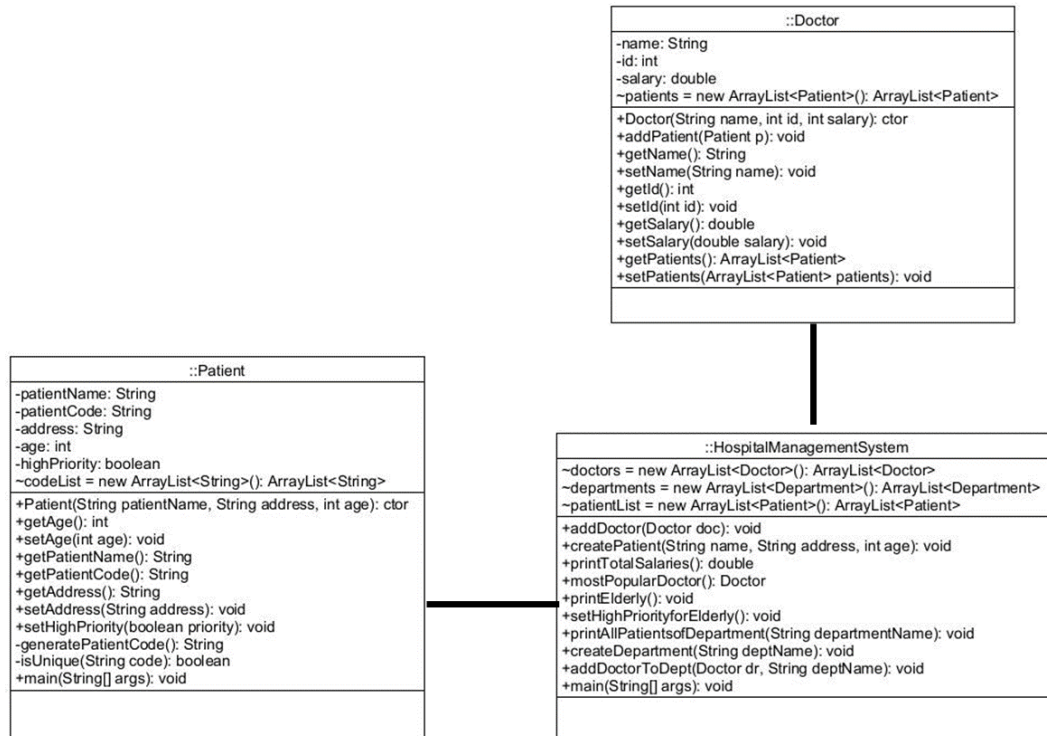 ::Doctor
-name: String
-id: int
-salary: double
~patients = new ArrayList<Patient>(): ArrayList<Patient>
+Doctor(String name, int id, int salary): ctor
+addPatient(Patient p): void
+getName(): String
+setName(String name): void
+getId(): int
+setId(int id): void
+getSalary(): double
+setSalary(double salary): void
+getPatients(): ArrayList<Patient>
+setPatients(ArrayList<Patient> patients): void
::Patient
-patientName: String
-patientCode: String
-address: String
-age: int
-highPriority: boolean
~codeList = new ArrayList<String>(): ArrayList<String>
+Patient(String patientName, String address, int age): ctor
+getAge(): int
+setAge(int age): void
+getPatientName(): String
+getPatientCode(): String
+getAddress(): String
+setAddress(String address): void
+setHighPriority(boolean priority): void
-generatePatientCode(): String
-isUnique(String code): boolean
+main(String[] args): void
::HospitalManagementSystem
~doctors = new ArrayList<Doctor>(): ArrayList<Doctor>
~departments = new ArrayList<Department>(): ArrayList<Department>
~patientList = new ArrayList<Patient>(): ArrayList<Patient>
+addDoctor(Doctor doc): void
+createPatient(String name, String address, int age): void
+printTotalSalaries(): double
+mostPopularDoctor(): Doctor
+printElderly(): void
+setHighPriorityforElderly(): void
+printAllPatientsofDepartment(String departmentName): void
+createDepartment(String deptName): void
+addDoctorToDept(Doctor dr, String deptName): void
+main(String[] args): void